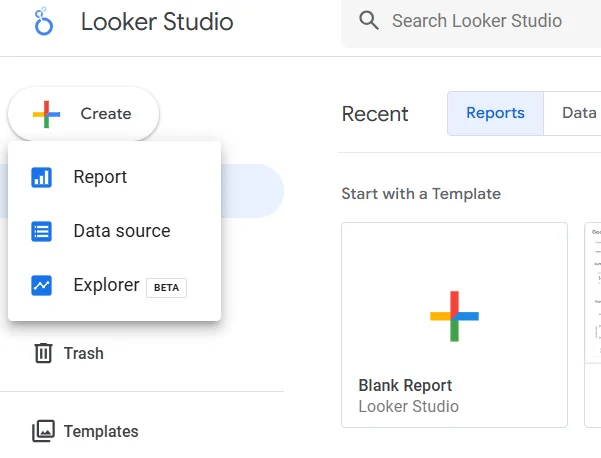 Looker Studio
Search Looker Studio
Create
Recent
Reports
Data
Report
Data source
Explorer BETA
Trash
Templates
Start with a Template
Blank Report
Looker Studio